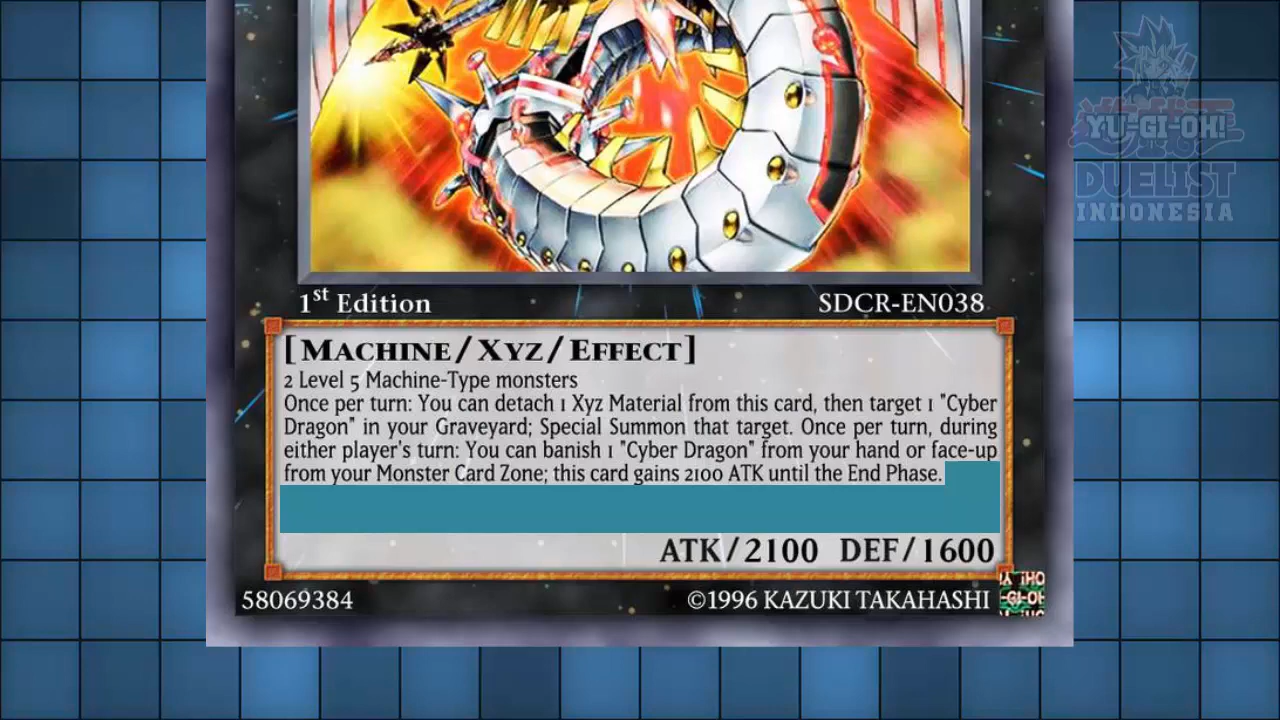 YU-GI-OH!
DUELIST
INDONESIA
1st Edition
SDCR-EN038
[MACHINE/XYZ/EFFECT]
2 Level 5 Machine-Type monsters
Once per turn: You can detach 1 Xyz Material from this card, then target 1 "Cyber
Dragon" in your Graveyard; Special Summon that target. Once per turn, during
either player's turn: You can banish 1 "Cyber Dragon" from your hand or face-up
from your Monster Card Zone; this card gains 2100 ATK until the End Phase.
ATK/2100 DEF/1600
58069384
©1996 KAZUKI TAKAHASHI